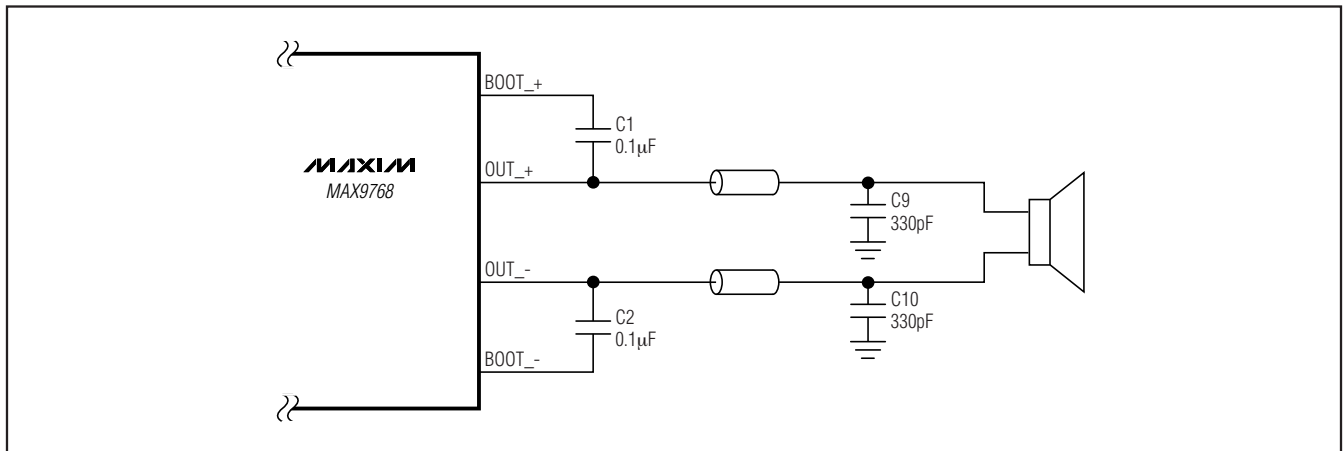 BOOT_+
C1
0.1µF
MAXIM
MAX9768
OUT_+
C9
330pF
OUT_-
C10
330pF
C2
0.1µF
BOOT_-